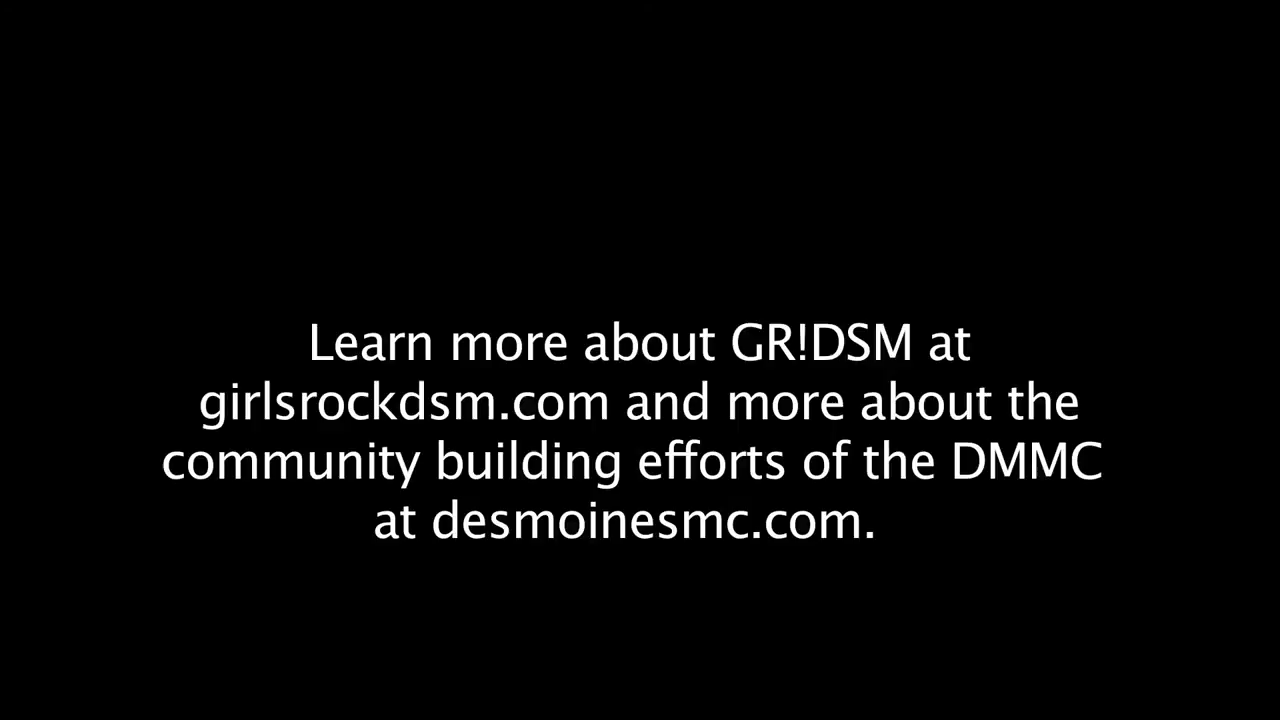 Learn more about GR!DSM at
girlsrockdsm.com and more about the
community building efforts of the DMMC
at desmoinesmc.com.